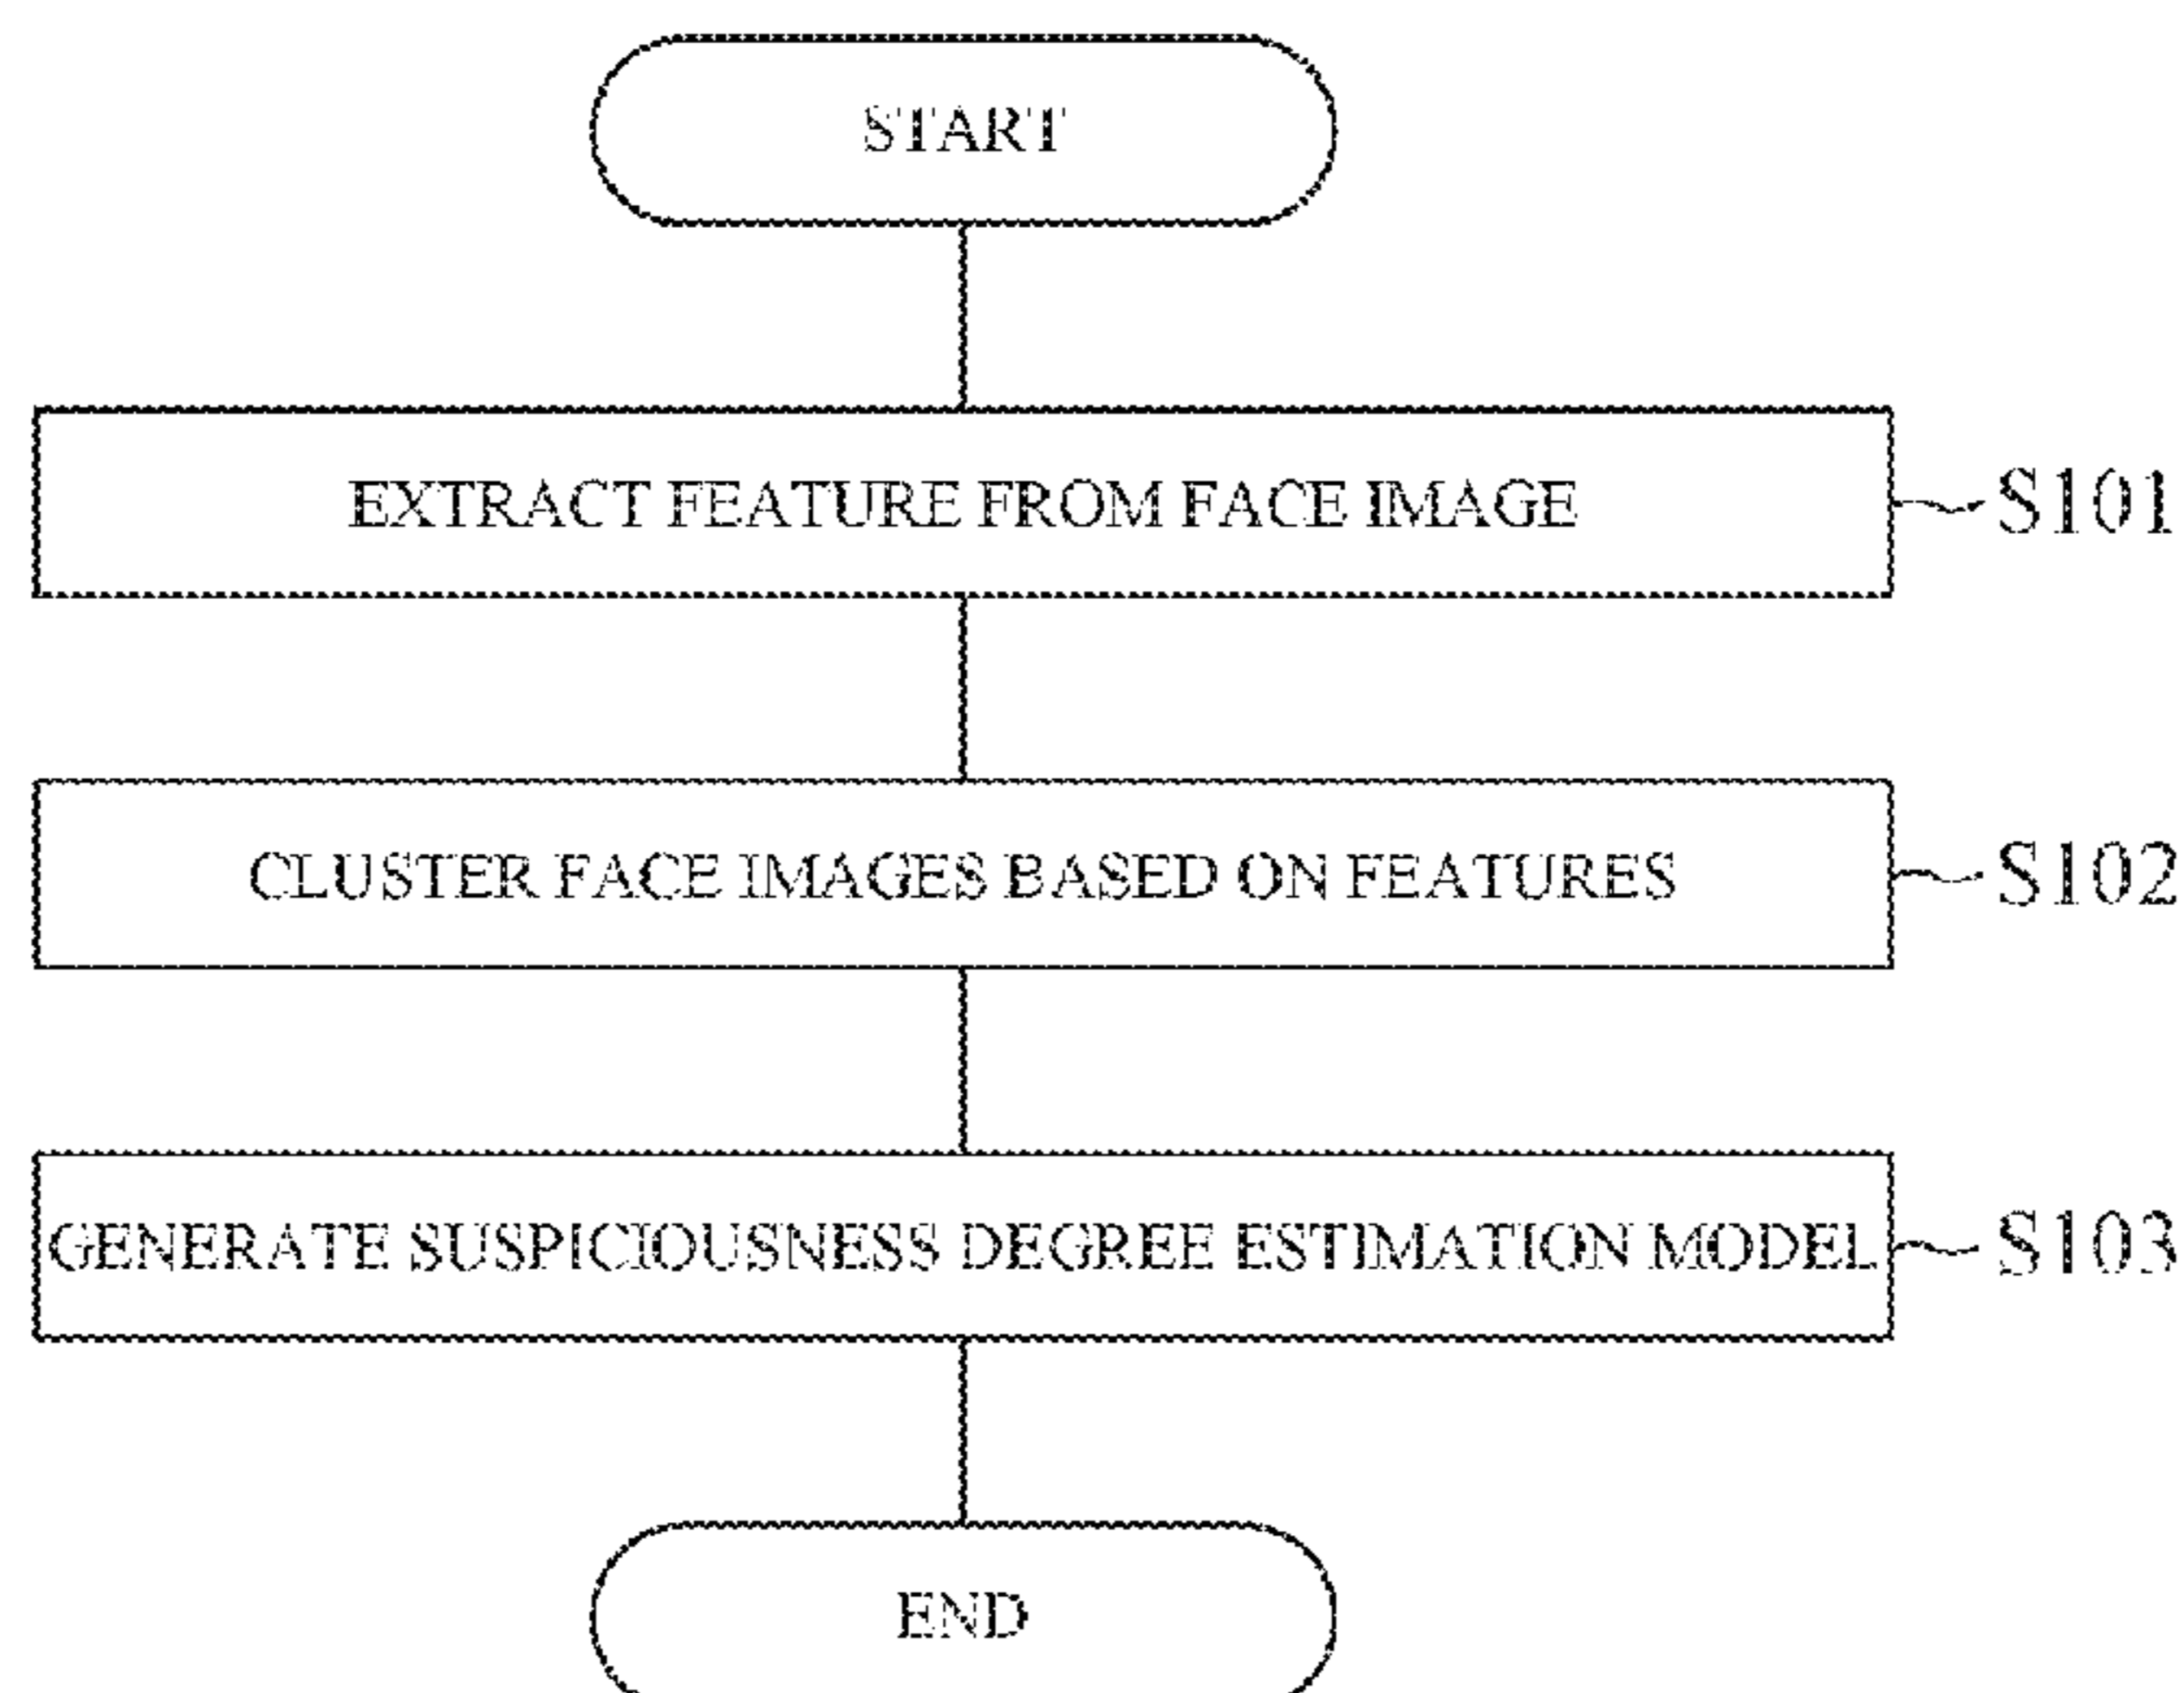 START
EXTRACT FEATURE FROM FACE IMAGE S101
CLUSTER FACE IMAGES BASED ON FEATURES S102
GENERATE SUSPICIOUSNESS DEGREE ESTIMATION MODEL S103
END